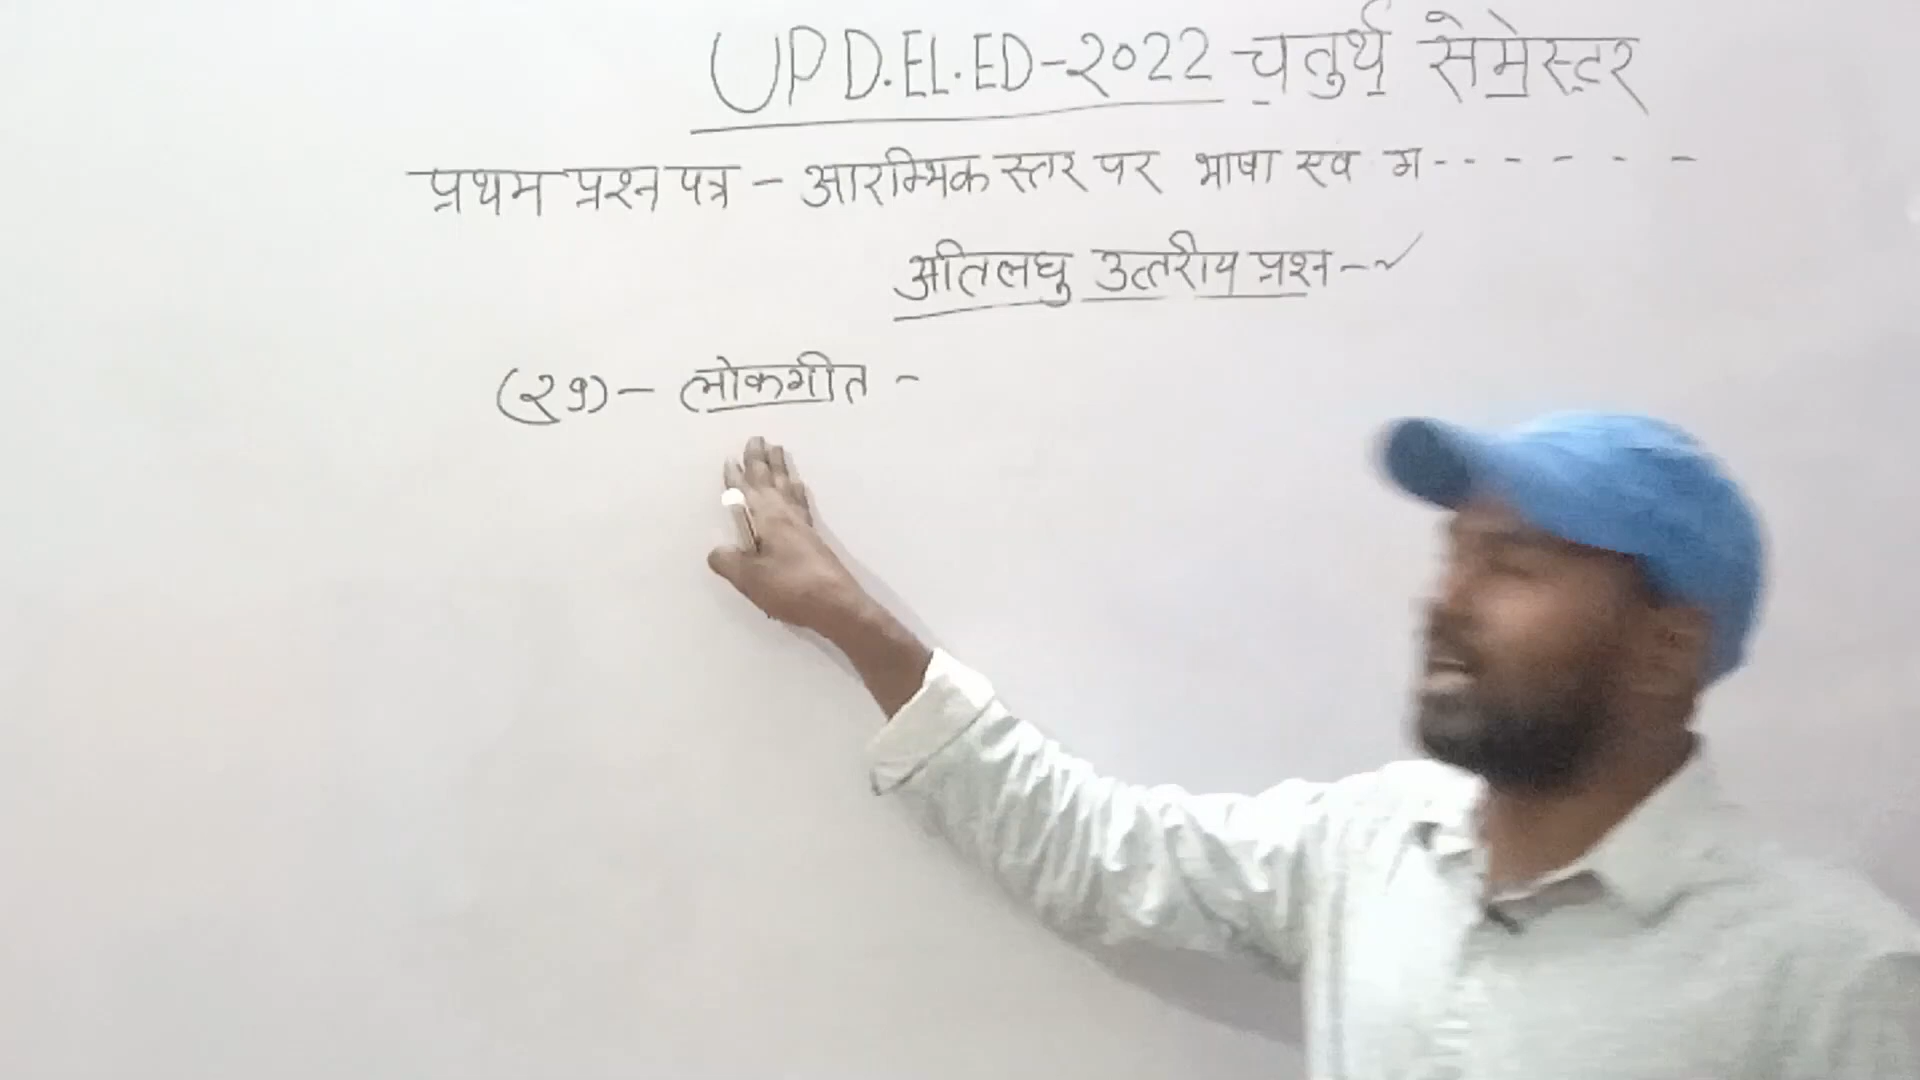 UP D.EL.ED-२०22 चतुर्थ सेमेस्टर
प्रथम प्रश्न पत्र - आरम्भिक स्तर पर भाषा एव ग- - - - - - -
अतिलघु उत्तरीय प्रश्न-
(२१)- लोकगीत -